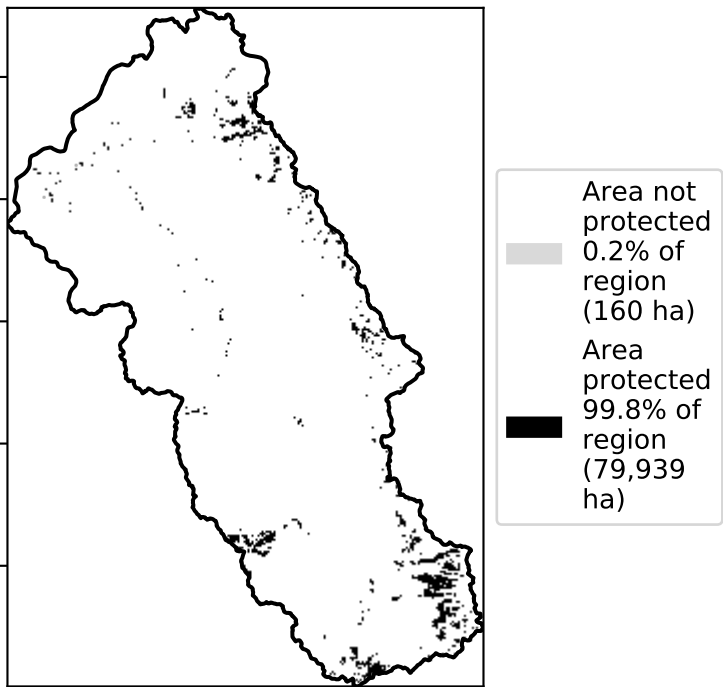 Area not
protected
0.2% of
region
(160 ha)
Area
protected
99.8% of
region
(79,939
ha)